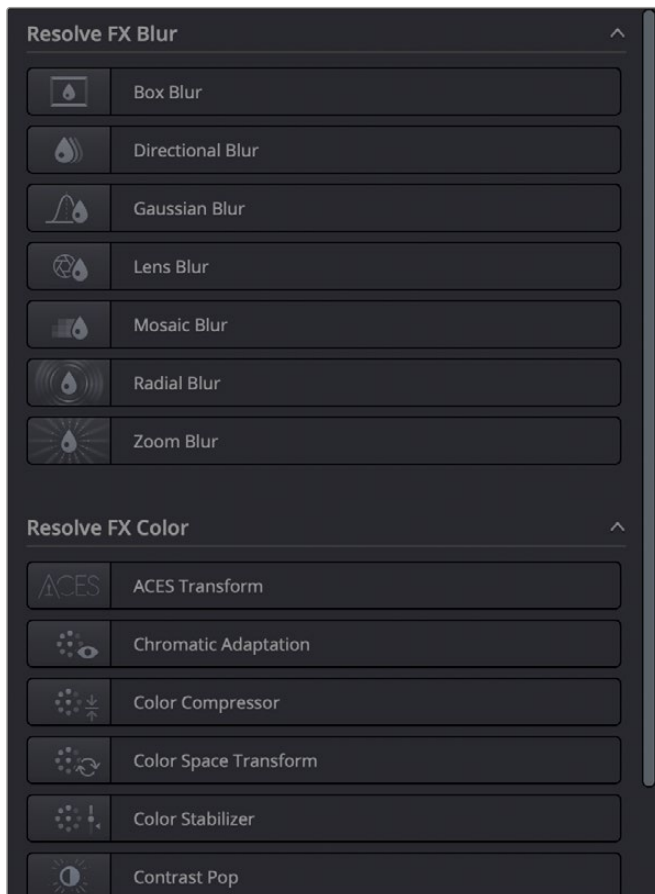 Resolve FX Blur
Box Blur
Directional Blur
Gaussian Blur
Lens Blur
Mosaic Blur
Radial Blur
Zoom Blur
Resolve FX Color
ACES
ACES Transform
Chromatic Adaptation
Color Compressor
Color Space Transform
Color Stabilizer
Contrast Pop